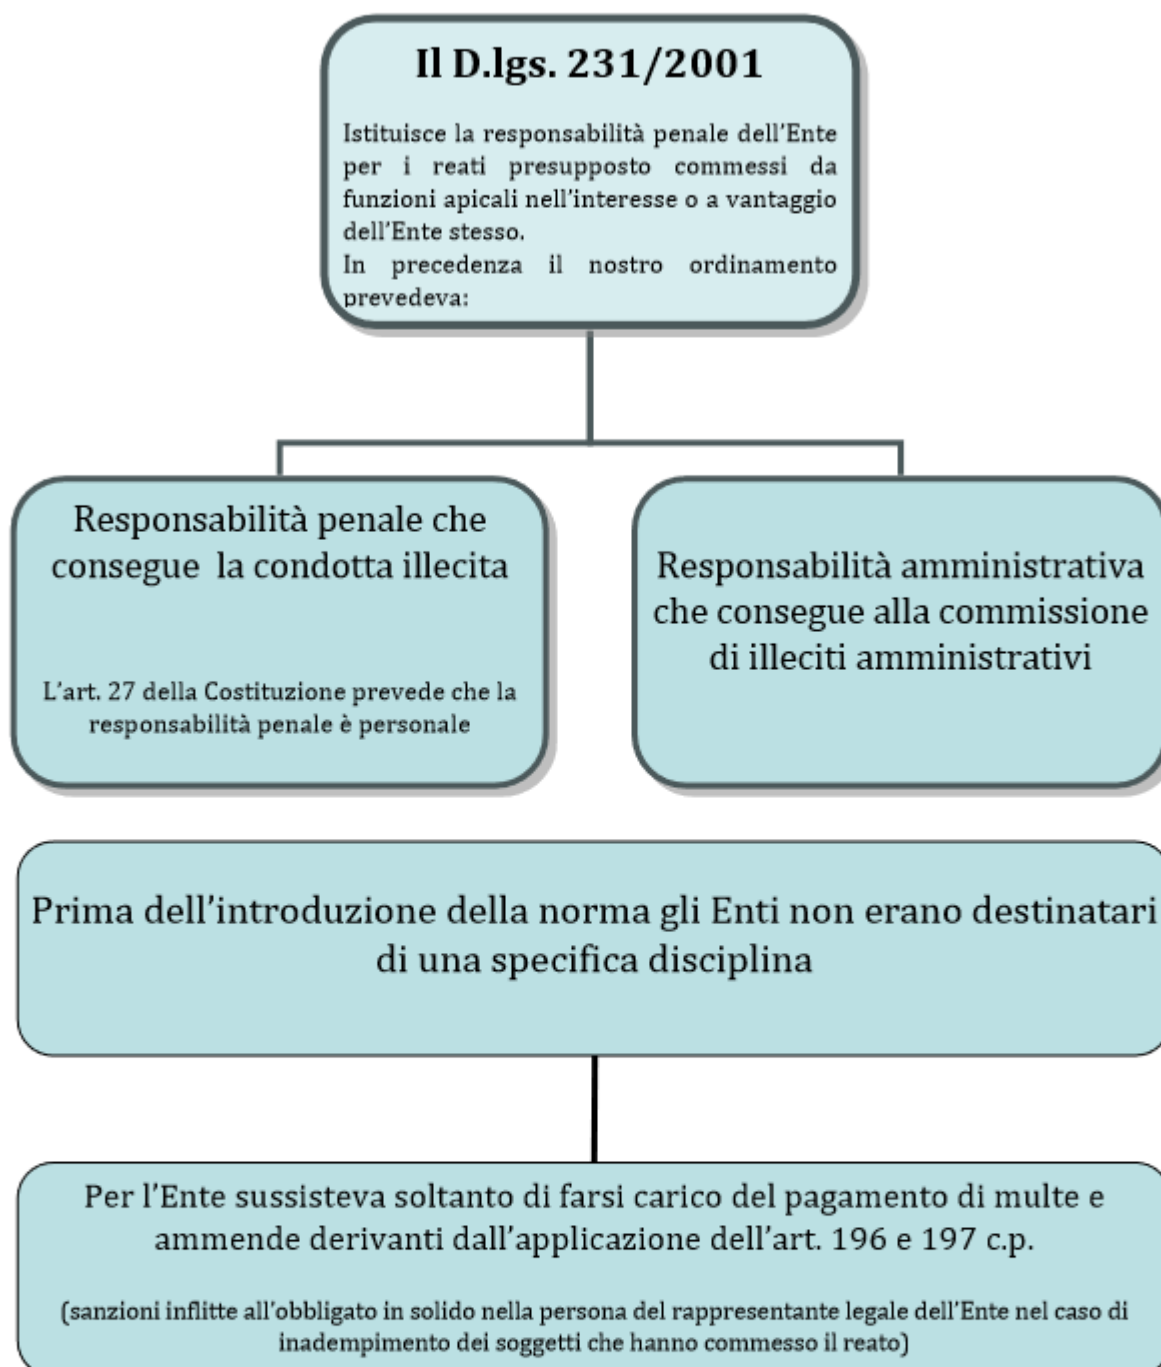 Il D.lgs. 231/2001
Istituisce la responsabilità penale dell'Ente
per i reati presupposto commessi da
funzioni apicali nell'interesse o a vantaggio
dell'Ente stesso.
In precedenza il nostro ordinamento
prevedeva:
Responsabilità penale che
consegue la condotta illecita
L'art. 27 della Costituzione prevede che la
responsabilità penale è personale
Responsabilità amministrativa
che consegue alla commissione
di illeciti amministrativi
Prima dell'introduzione della norma gli Enti non erano destinatari
di una specifica disciplina
Per l'Ente sussisteva soltanto di farsi carico del pagamento di multe e
ammende derivanti dall'applicazione dell'art. 196 e 197 c.p.
(sanzioni inflitte all'obbligato in solido nella persona del rappresentante legale dell'Ente nel caso di
inadempimento dei soggetti che hanno commesso il reato)